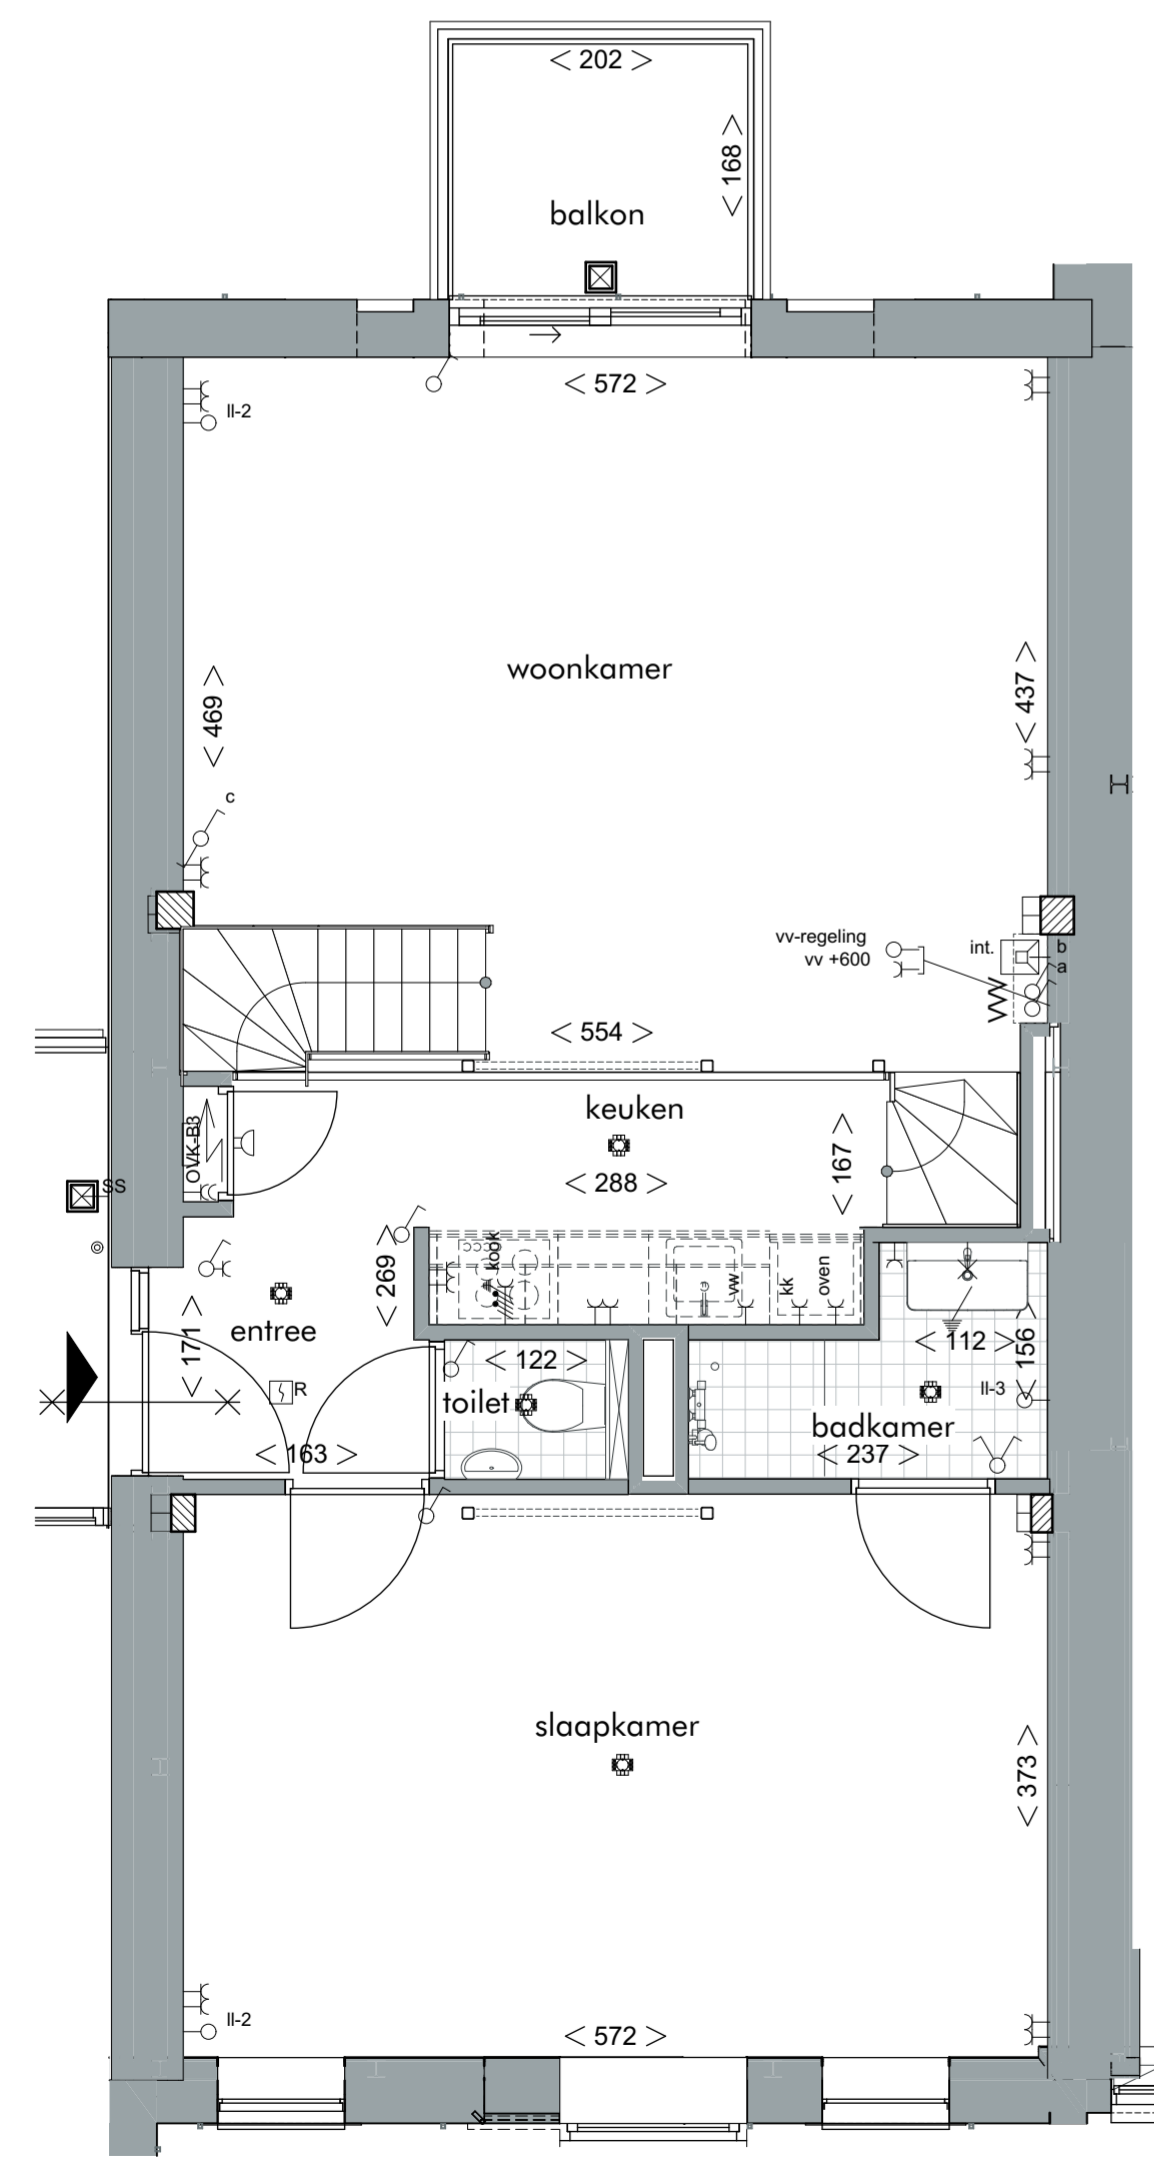 < 202 >
< 168 >
balkon
< 572 >
II-2
woonkamer
< 469 >
< 437 >
c
vv-regeling
vv +600
int.
b
a
VVV
< 554 >
keuken
OVK-B3
< 288 >
< 167 >
SS
kook
vw
kk
oven
< 269 >
entree
< 171 >
R
< 163 >
< 122 >
toilet
< 112 >
< 156 >
II-3
badkamer
< 237 >
slaapkamer
< 373 >
II-2
< 572 >